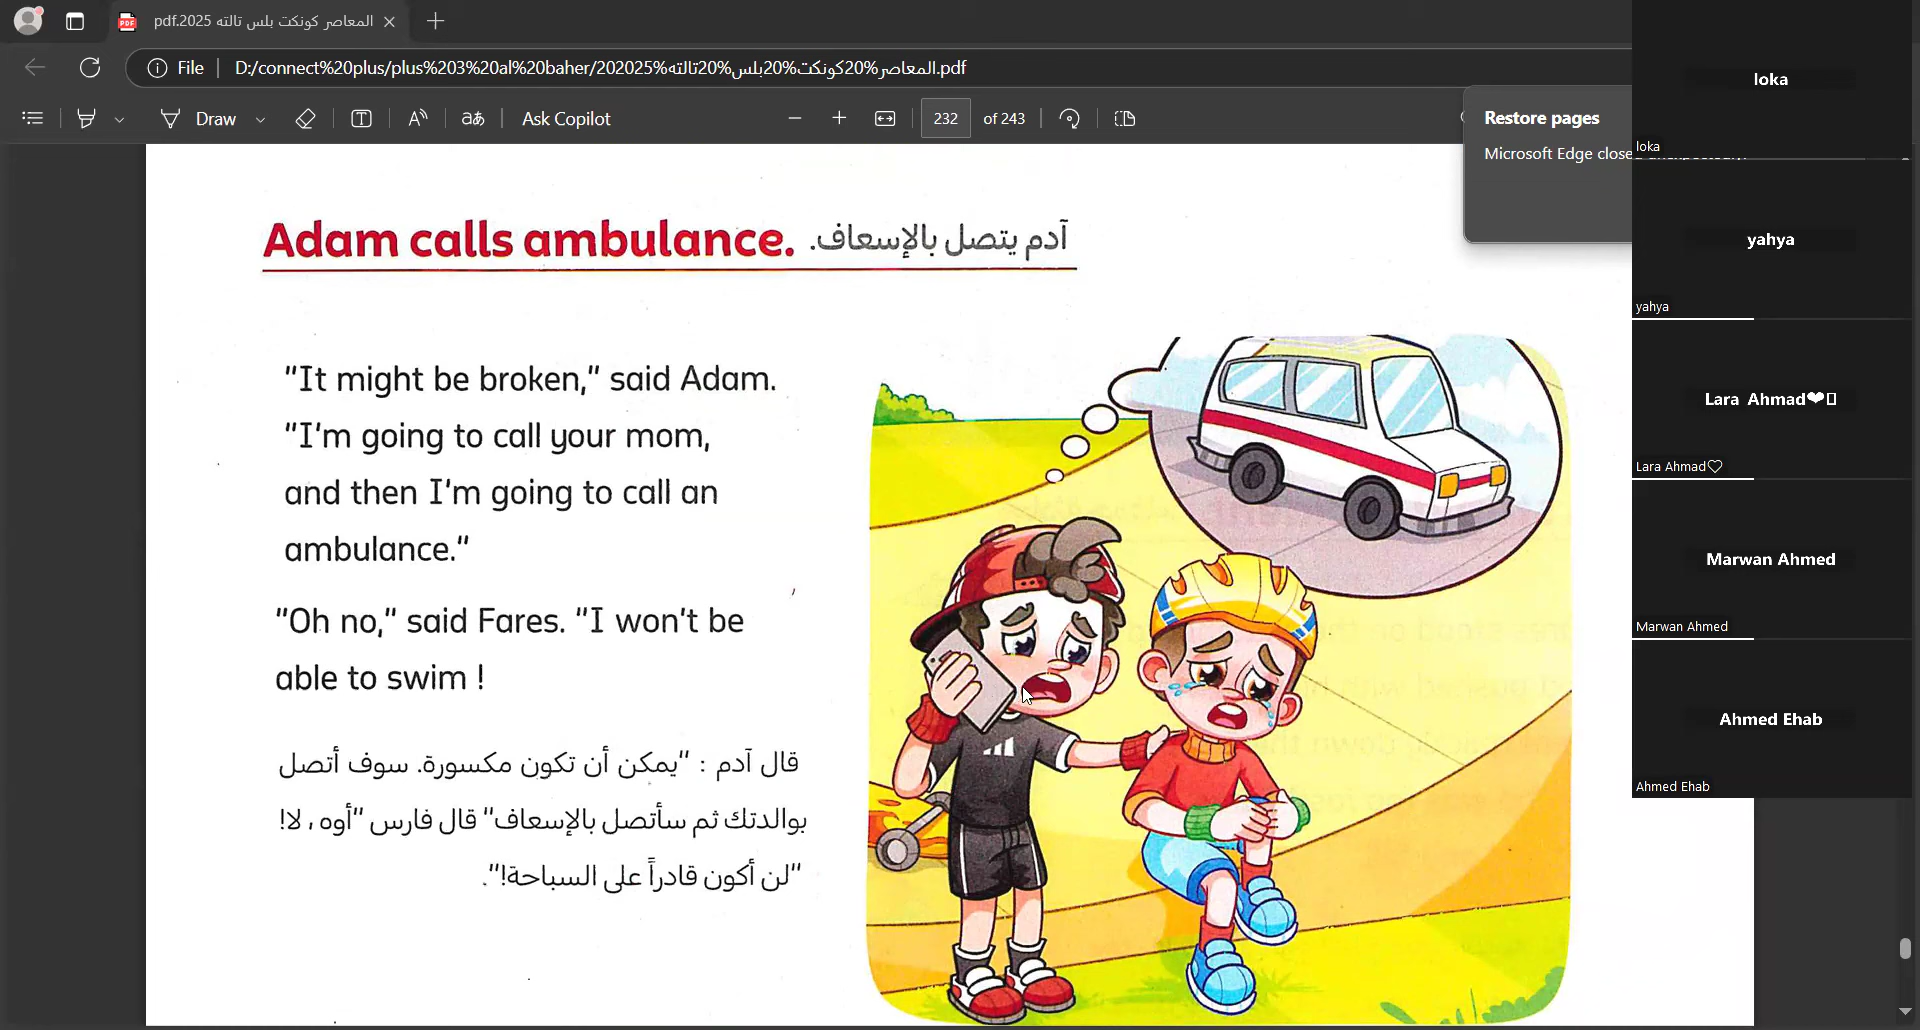 المعاصر كونكت بلس تالته 2025.pdf
File
D:/connect%20plus/plus%203%20al%20baher/202025%المعاصر%20كونكت%20بلس%20تالته.pdf
Draw
Ask Copilot
232 of 243
Restore pages
Microsoft Edge close
Adam calls ambulance. آدم يتصل بالإسعاف.
"It might be broken," said Adam.
"I'm going to call your mom,
and then I'm going to call an
ambulance."
"Oh no," said Fares. "I won't be
able to swim !
قال آدم : "يمكن أن تكون مكسورة. سوف أتصل
بوالدتك ثم سأتصل بالإسعاف" قال فارس "أوه، لا!
"لن أكون قادراً على السباحة!".
loka
loka
yahya
yahya
Lara Ahmad❤
Lara Ahmad♡
Marwan Ahmed
Marwan Ahmed
Ahmed Ehab
Ahmed Ehab